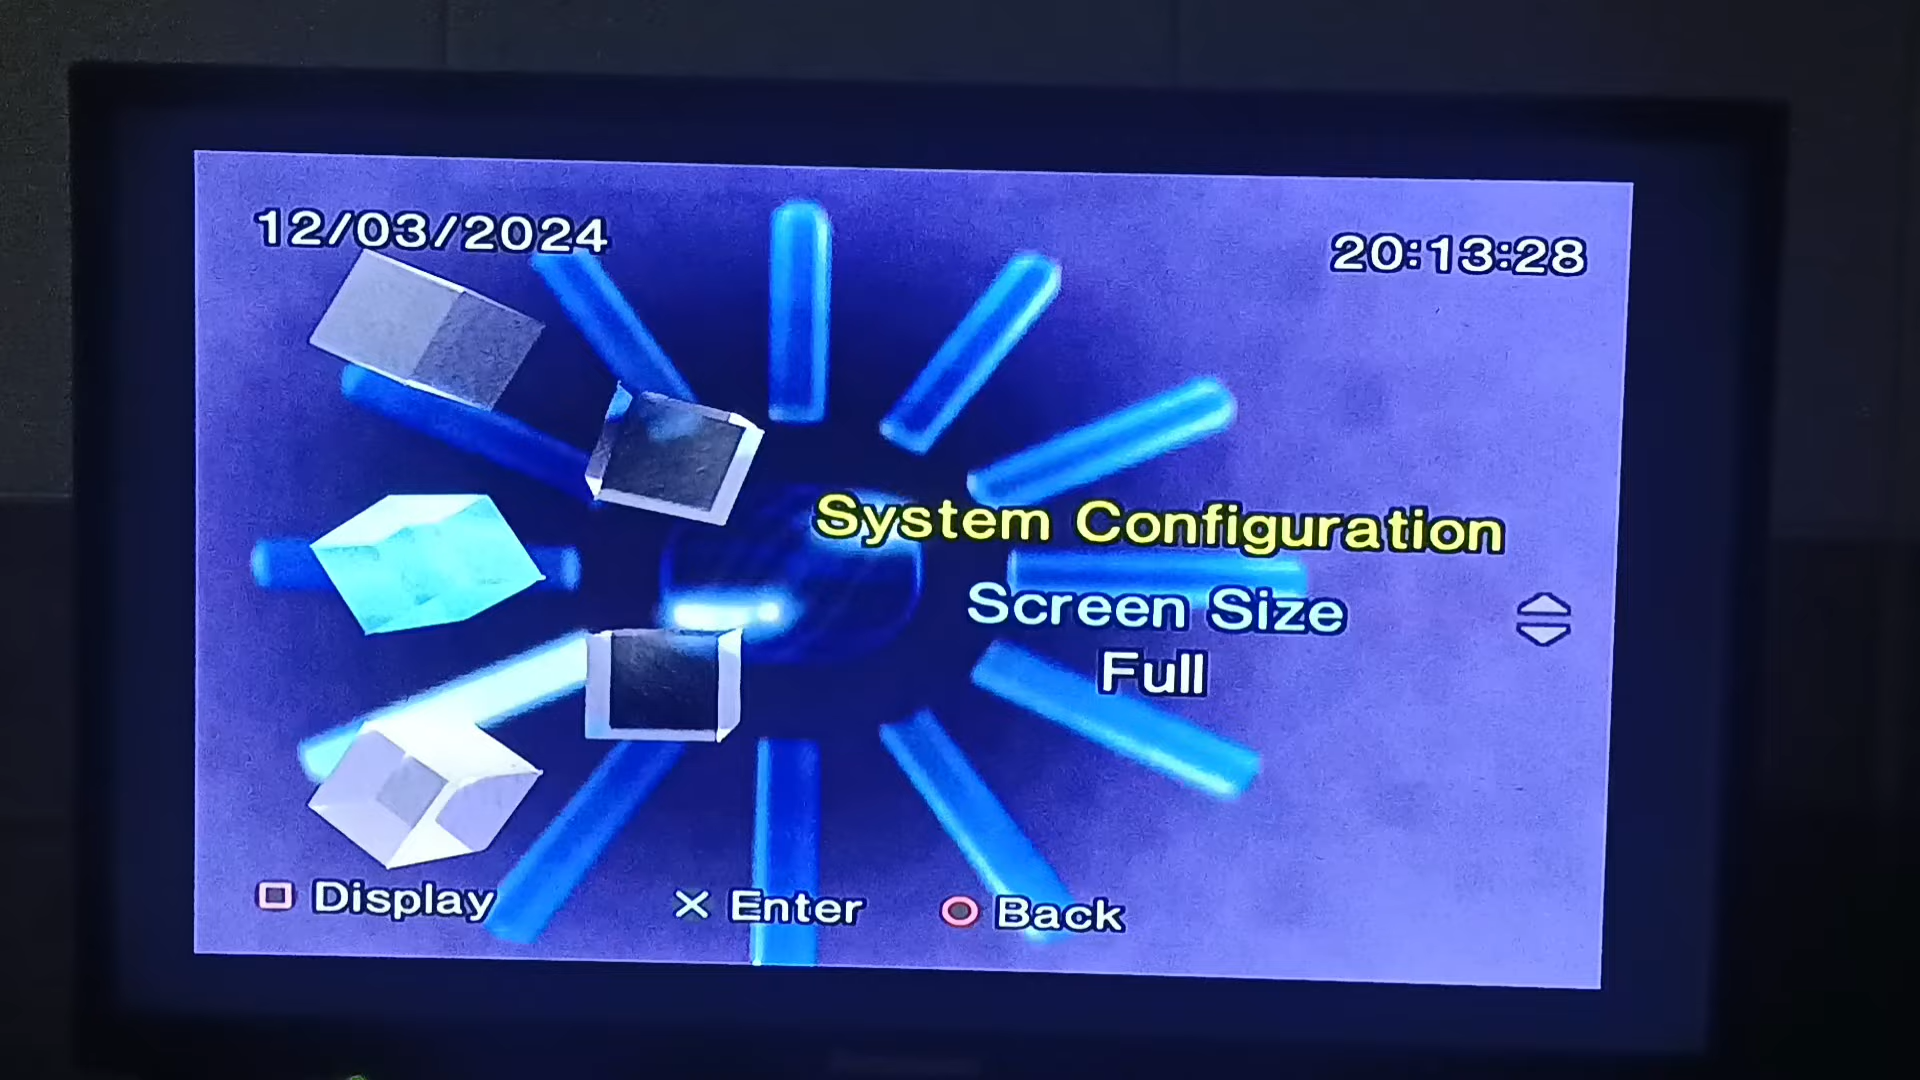 12/03/2024
20:13:28
System Configuration
Screen Size
Full
Display
Enter
Back